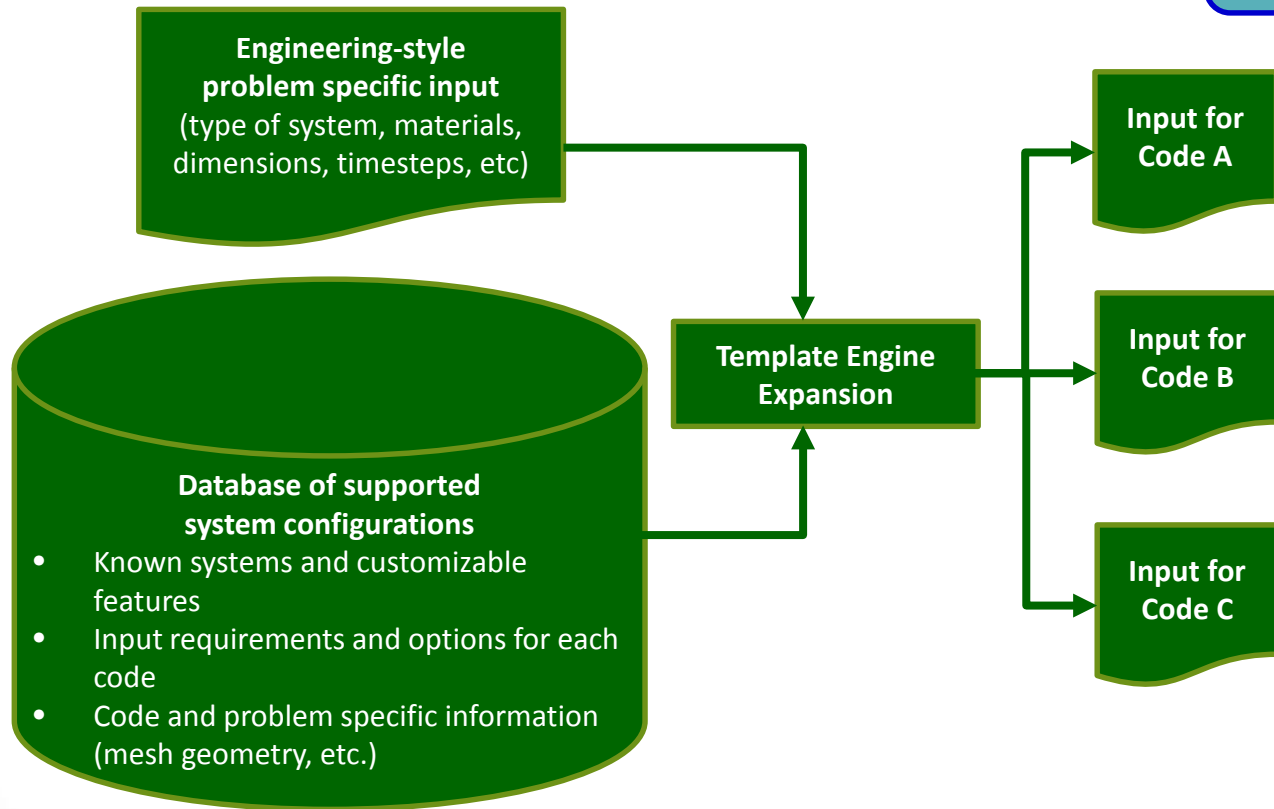 Engineering-style
problem specific input
(type of system, materials,
dimensions, timesteps, etc)
Database of supported
system configurations
• Known systems and customizable
features
• Input requirements and options for each
code
• Code and problem specific information
(mesh geometry, etc.)
Template Engine
Expansion
Input for
Code A
Input for
Code B
Input for
Code C